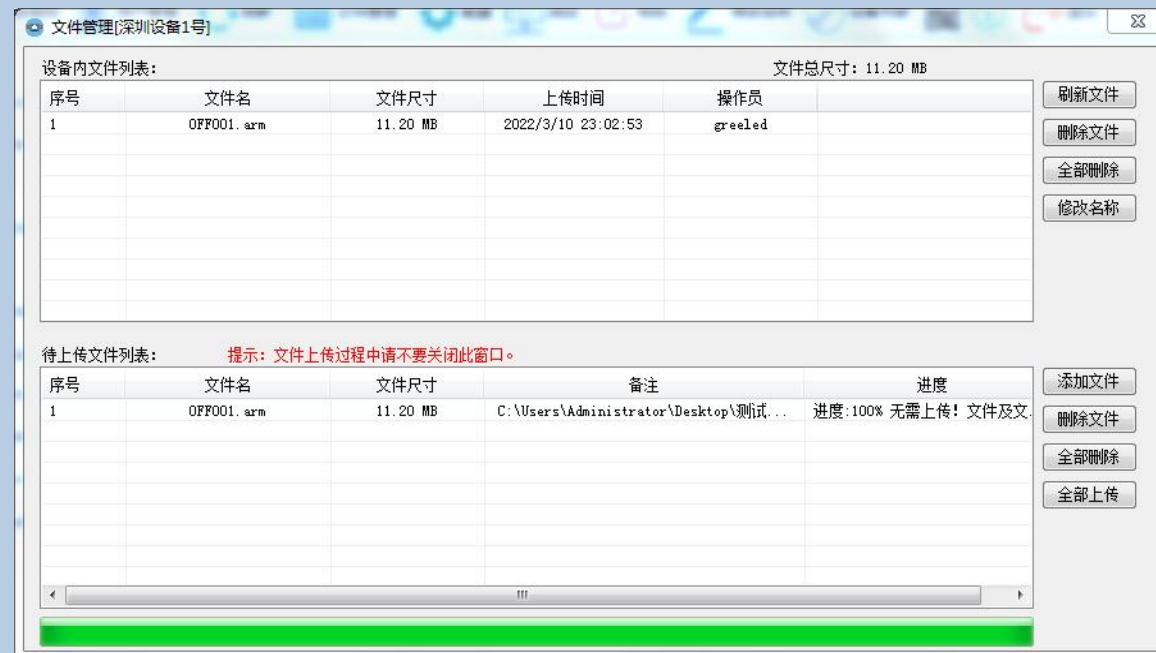 文件管理[深圳设备1号]
设备内文件列表: 文件总尺寸: 11.20 MB
序号 文件名 文件尺寸 上传时间 操作员
1 OFF001.arm 11.20 MB 2022/3/10 23:02:53 greeled
刷新文件
删除文件
全部删除
修改名称
待上传文件列表: 提示: 文件上传过程中请不要关闭此窗口。
序号 文件名 文件尺寸 备注 进度
1 OFF001.arm 11.20 MB C:\Users\Administrator\Desktop\测试... 进度:100% 无需上传! 文件及文.
添加文件
删除文件
全部删除
全部上传